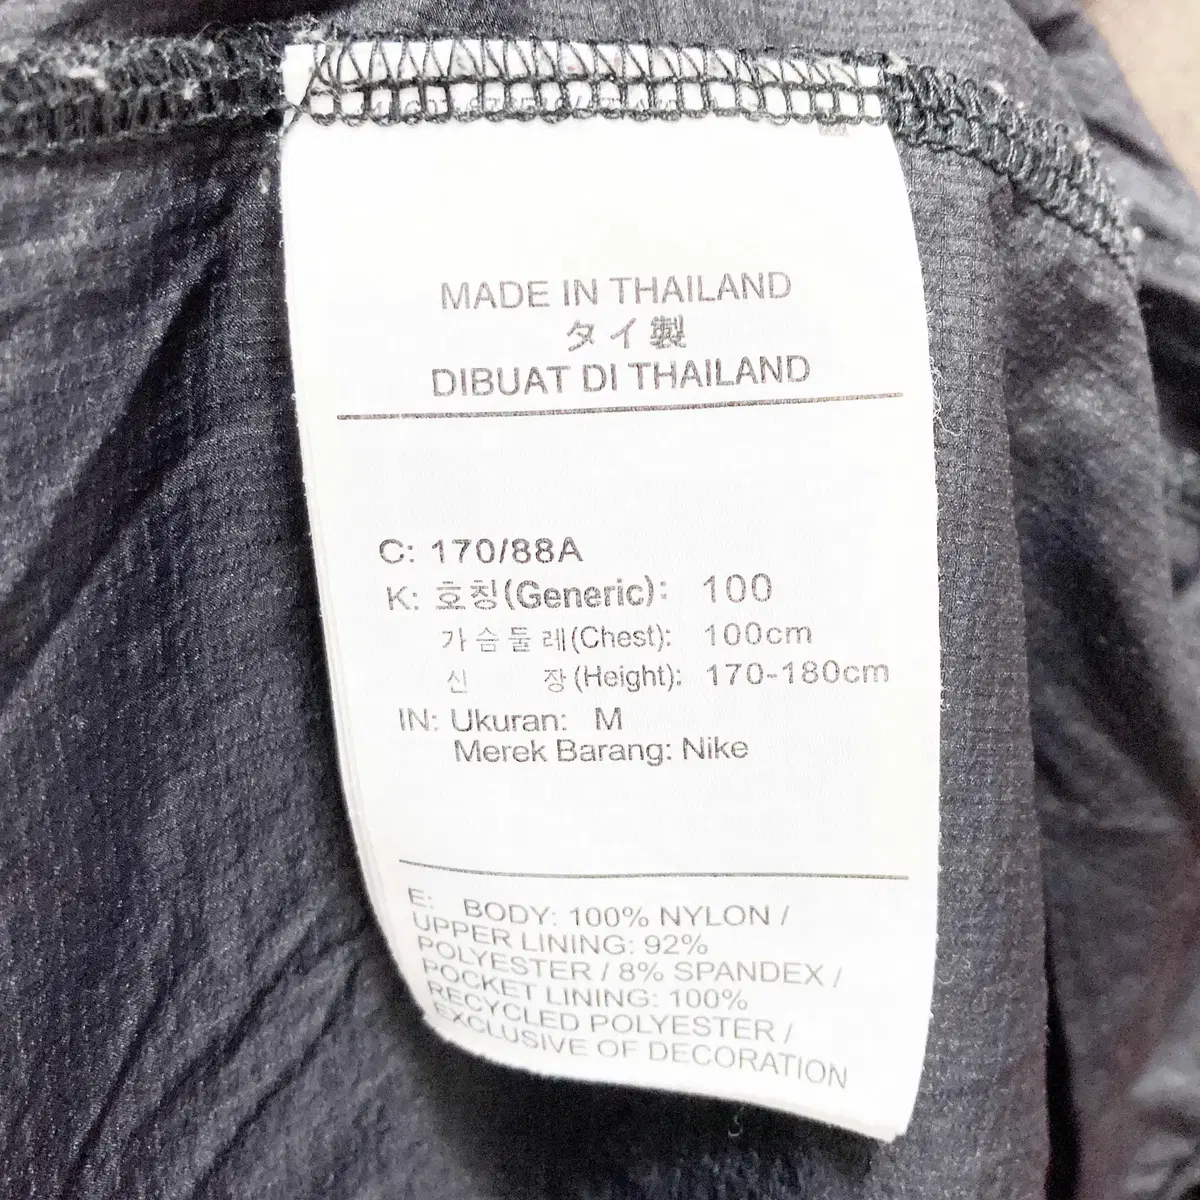 MADE IN THAILAND
タイ製
DIBUAT DI THAILAND
C: 170/88A
K: 호칭(Generic): 100
가슴둘레(Chest): 100cm
신 장(Height): 170-180cm
IN: Ukuran: M
Merek Barang: Nike
E: BODY: 100% NYLON /
UPPER LINING: 92%
POLYESTER / 8% SPANDEX /
POCKET LINING: 100%
RECYCLED POLYESTER /
EXCLUSIVE OF DECORATION